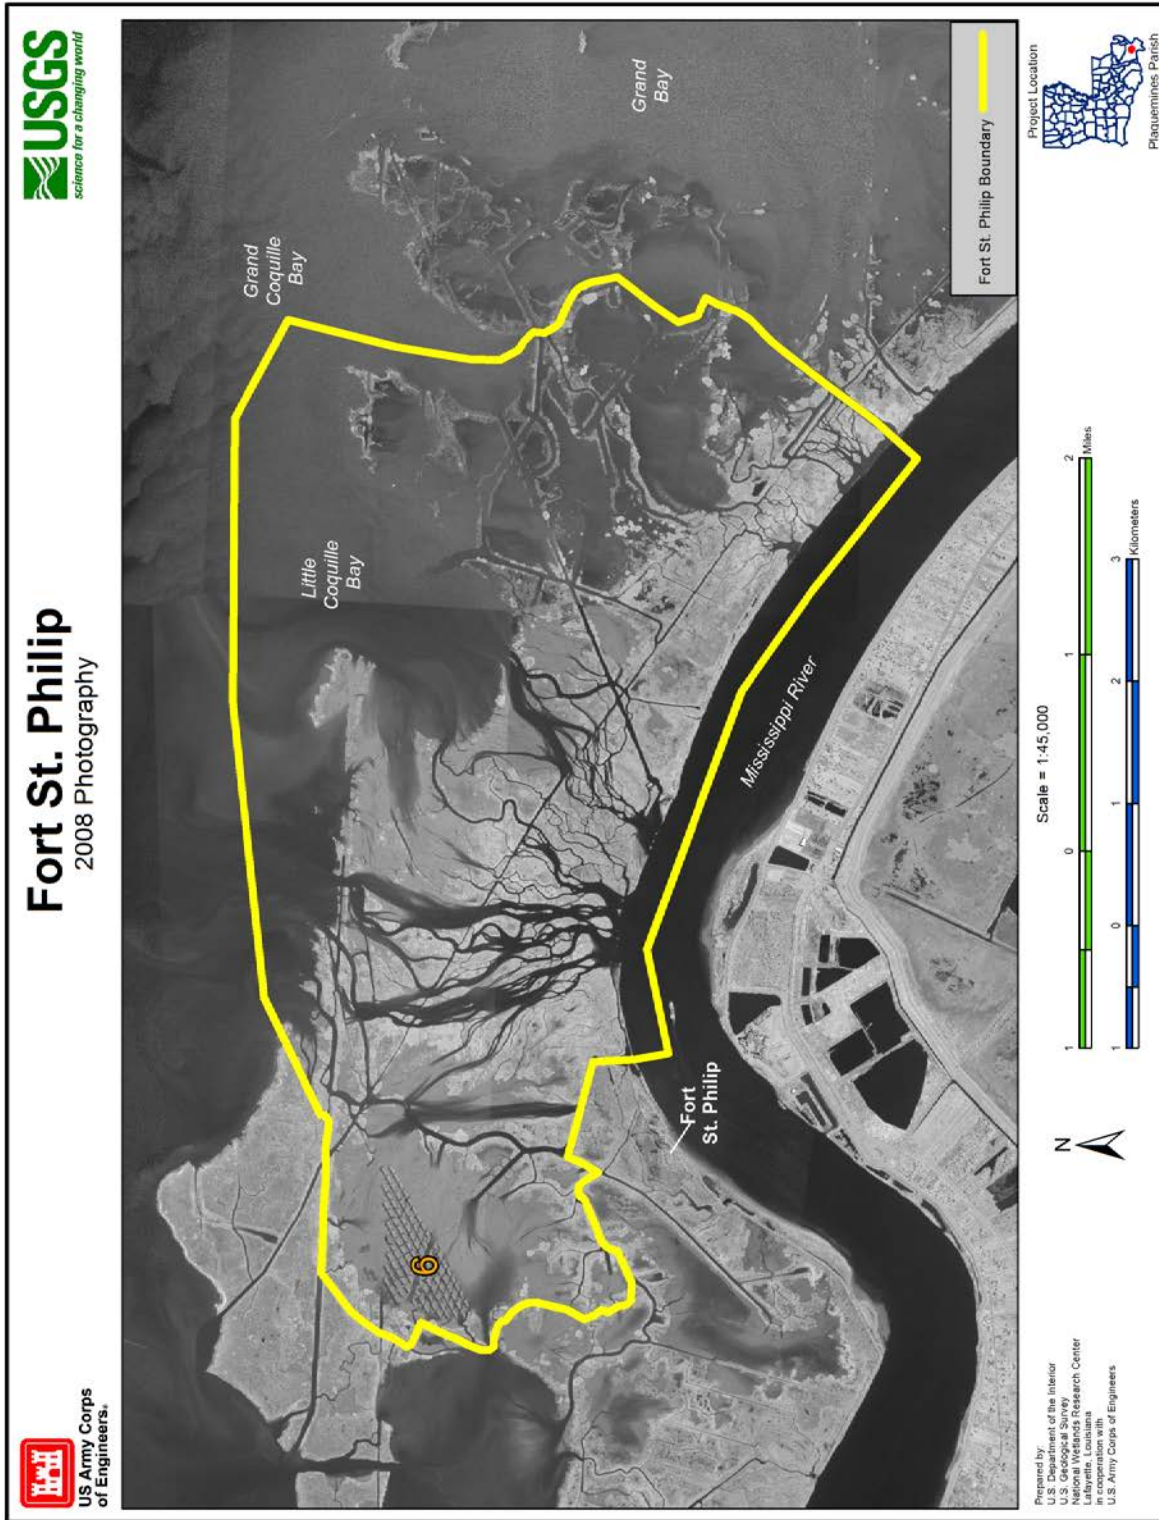 US Army Corps
of Engineers®
Fort St. Philip
2008 Photography
USGS
science for a changing world
Grand
Coquille
Bay
Grand
Bay
Little
Coquille
Bay
6
Fort
St. Philip
Mississippi River
Fort St. Philip Boundary
Prepared by:
U.S. Department of the Interior
U.S. Geological Survey
National Wetlands Research Center
Lafayette, Louisiana
in cooperation with
U.S. Army Corps of Engineers
N
Scale = 1:45,000
1 0 1 2
Miles
1 0 1 2 3
Kilometers
Project Location
Plaquemines Parish